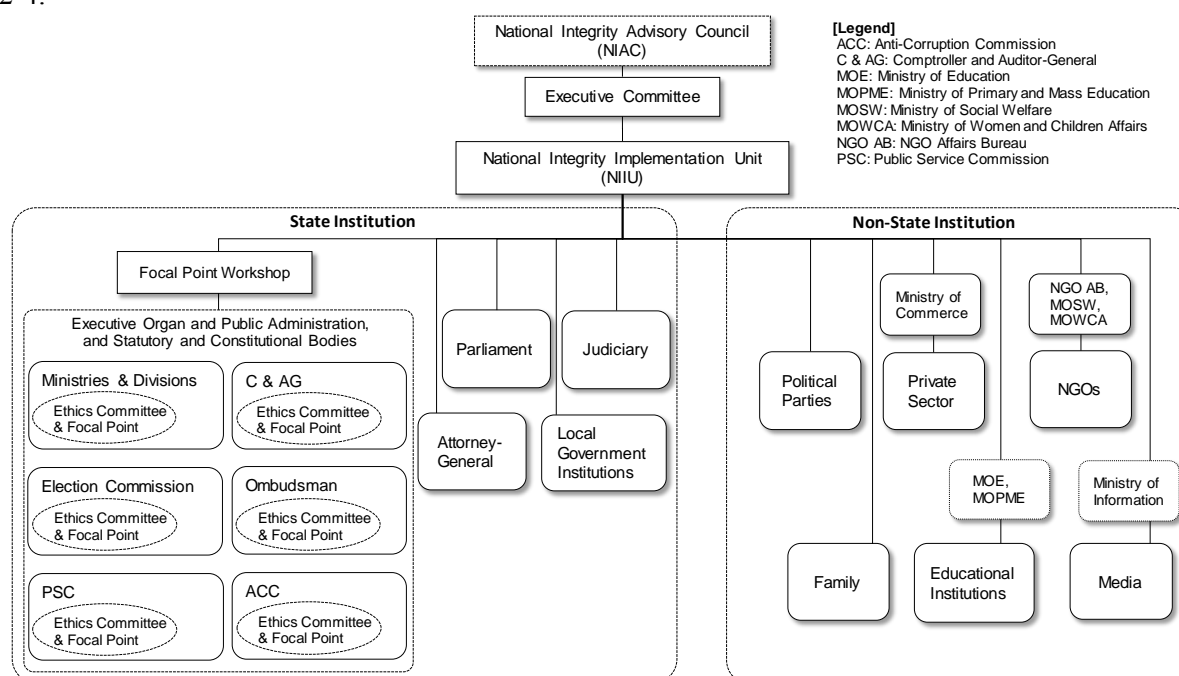 2-4.
National Integrity Advisory Council
(NIAC)
Executive Committee
National Integrity Implementation Unit
(NIIU)
[Legend]
ACC: Anti-Corruption Commission
C & AG: Comptroller and Auditor-General
MOE: Ministry of Education
MOPME: Ministry of Primary and Mass Education
MOSW: Ministry of Social Welfare
MOWCA: Ministry of Women and Children Affairs
NGO AB: NGO Affairs Bureau
PSC: Public Service Commission
State Institution
Focal Point Workshop
Executive Organ and Public Administration,
and Statutory and Constitutional Bodies
Ministries & Divisions
Ethics Committee
& Focal Point
C & AG
Ethics Committee
& Focal Point
Election Commission
Ethics Committee
& Focal Point
Ombudsman
Ethics Committee
& Focal Point
PSC
Ethics Committee
& Focal Point
ACC
Ethics Committee
& Focal Point
Parliament
Judiciary
Attorney-
General
Local
Government
Institutions
Non-State Institution
Ministry of
Commerce
NGO AB,
MOSW,
MOWCA
Political
Parties
Private
Sector
NGOs
MOE,
MOPME
Ministry of
Information
Family
Educational
Institutions
Media